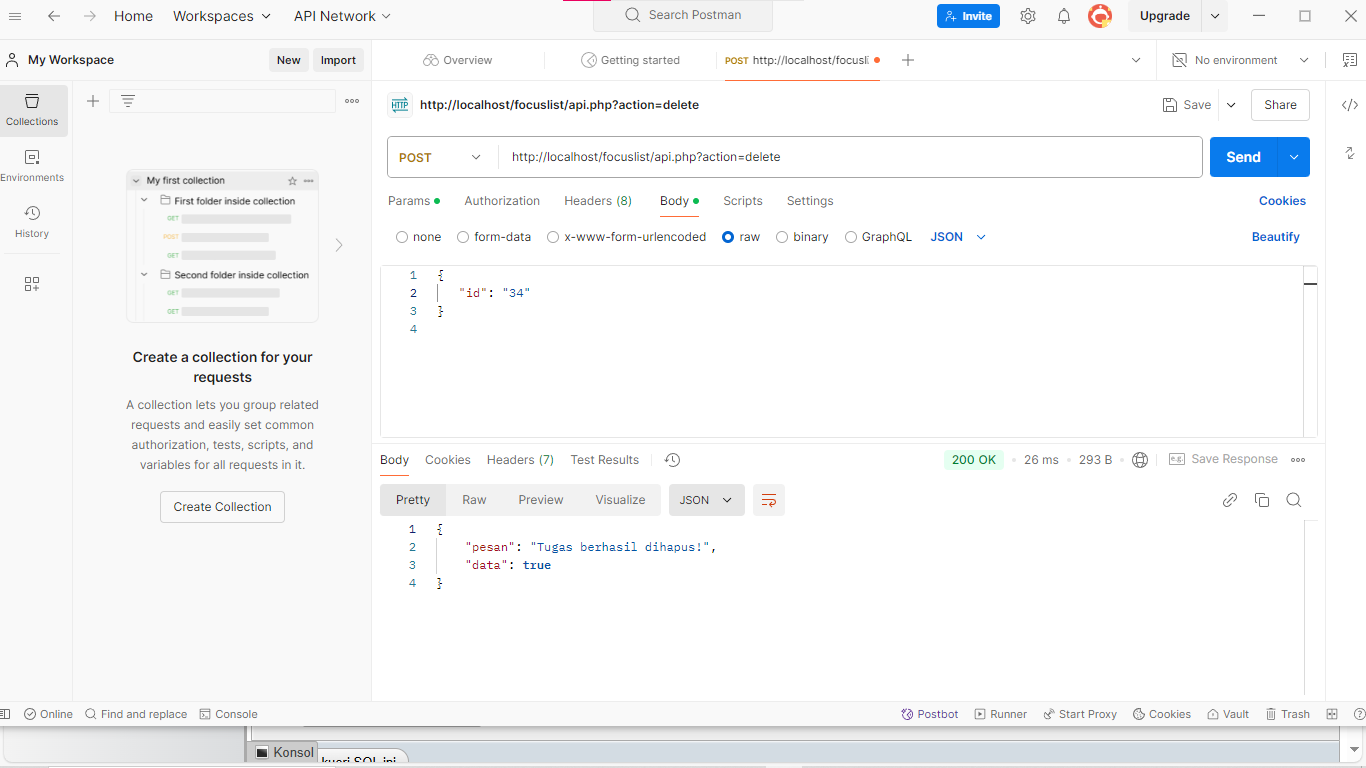 Home Workspaces API Network Search Postman Invite Upgrade
My Workspace New Import Overview Getting started POST http://localhost/focusli No environment
Collections
Environments
History
My first collection
First folder inside collection
GET
POST
GET
Second folder inside collection
GET
GET
Create a collection for your
requests
A collection lets you group related
requests and easily set common
authorization, tests, scripts, and
variables for all requests in it.
Create Collection
HTTP http://localhost/focuslist/api.php?action=delete Save Share
POST http://localhost/focuslist/api.php?action=delete Send
Params Authorization Headers (8) Body Scripts Settings Cookies
none form-data x-www-form-urlencoded raw binary GraphQL JSON Beautify
1 {
2 "id": "34"
3 }
4
Body Cookies Headers (7) Test Results 200 OK 26 ms 293 B e.g. Save Response
Pretty Raw Preview Visualize JSON
1 {
2 "pesan": "Tugas berhasil dihapus!",
3 "data": true
4 }
Online Find and replace Console Postbot Runner Start Proxy Cookies Vault Trash
Konsol kueri SQL ini